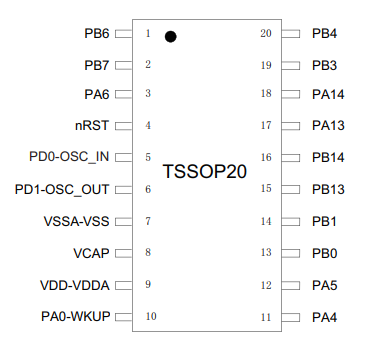 PB6 1 20 PB4
PB7 2 19 PB3
PA6 3 18 PA14
nRST 4 17 PA13
PD0-OSC_IN 5 16 PB14
TSSOP20
PD1-OSC_OUT 6 15 PB13
VSSA-VSS 7 14 PB1
VCAP 8 13 PB0
VDD-VDDA 9 12 PA5
PA0-WKUP 10 11 PA4